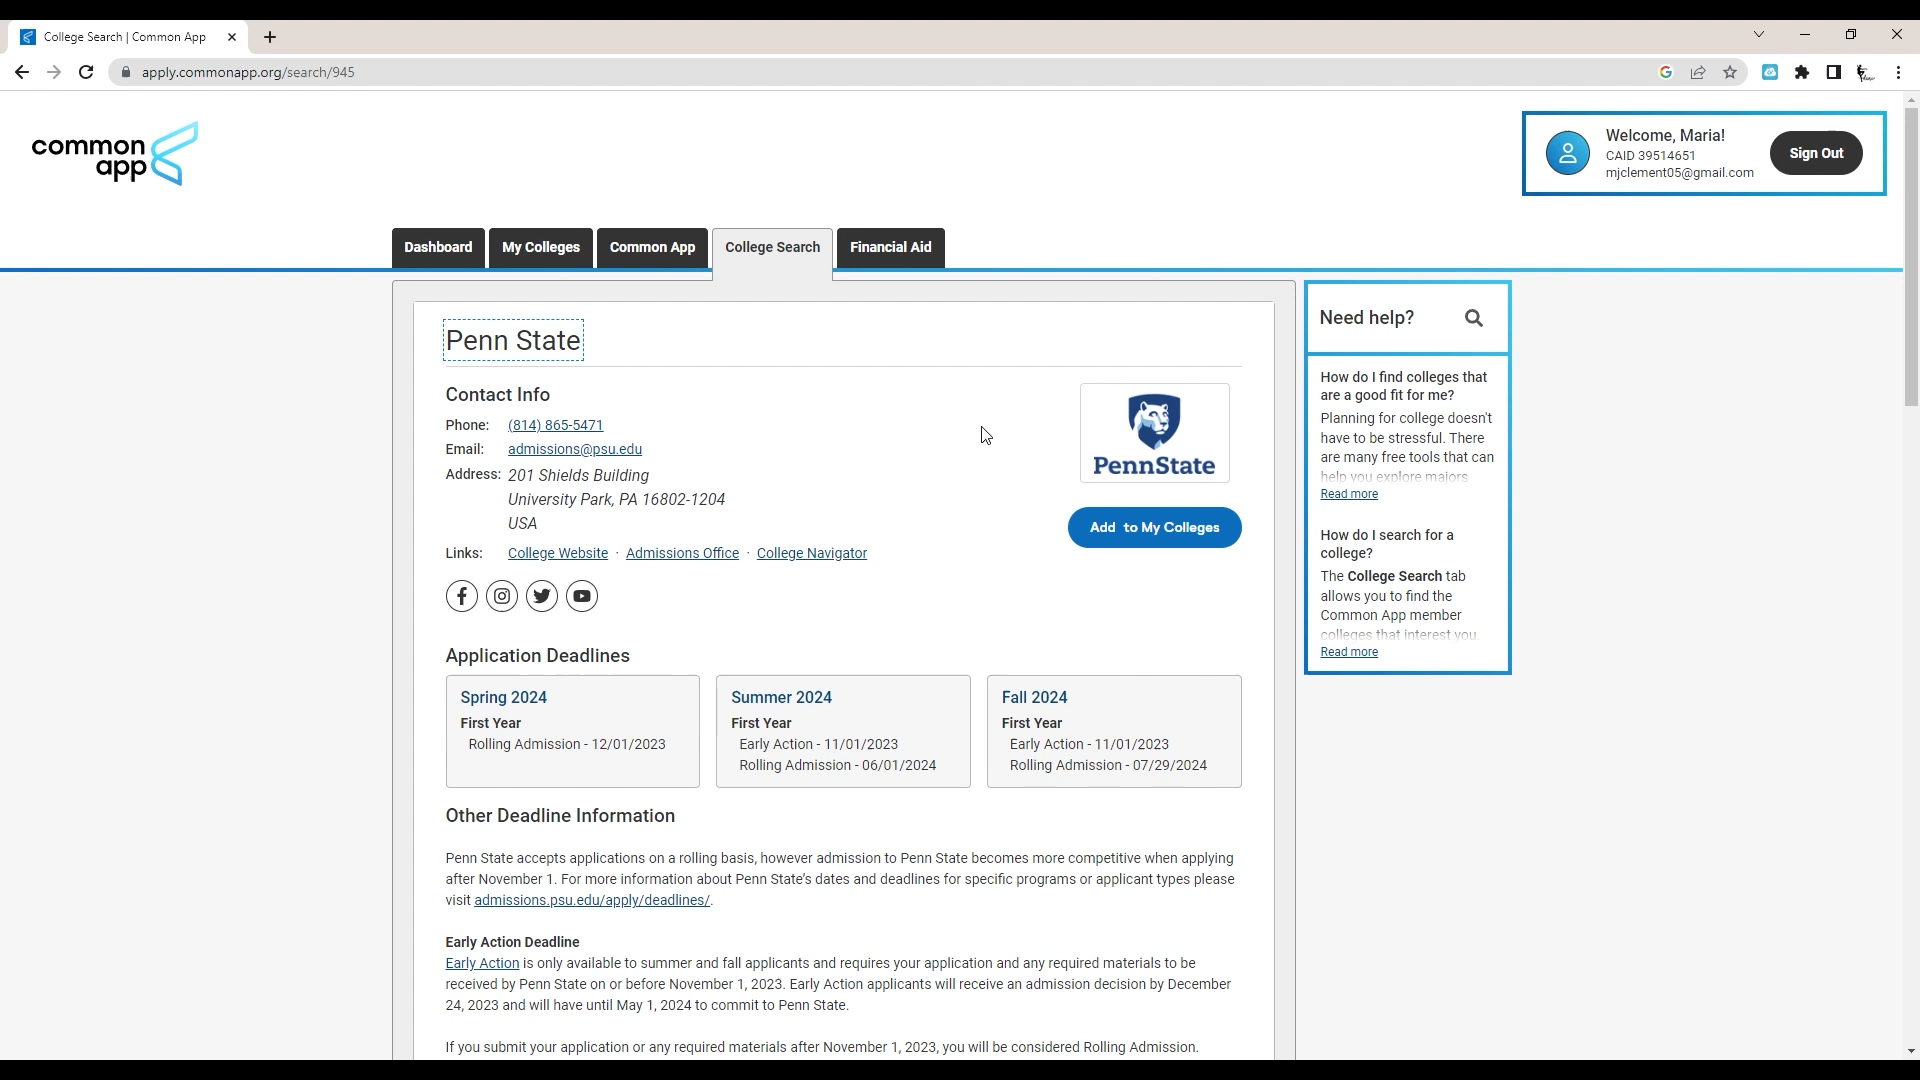 College Search | Common App
apply.commonapp.org/search/945
common
app
Welcome, Maria!
CAID 39514651
mjclement05@gmail.com
Sign Out
Dashboard
My Colleges
Common App
College Search
Financial Aid
Penn State
Contact Info
Phone: (814) 865-5471
Email: admissions@psu.edu
Address: 201 Shields Building
University Park, PA 16802-1204
USA
Links: College Website · Admissions Office · College Navigator
PennState
Add to My Colleges
Application Deadlines
Spring 2024
First Year
Rolling Admission - 12/01/2023
Summer 2024
First Year
Early Action - 11/01/2023
Rolling Admission - 06/01/2024
Fall 2024
First Year
Early Action - 11/01/2023
Rolling Admission - 07/29/2024
Other Deadline Information
Penn State accepts applications on a rolling basis, however admission to Penn State becomes more competitive when applying
after November 1. For more information about Penn State's dates and deadlines for specific programs or applicant types please
visit admissions.psu.edu/apply/deadlines/.
Early Action Deadline
Early Action is only available to summer and fall applicants and requires your application and any required materials to be
received by Penn State on or before November 1, 2023. Early Action applicants will receive an admission decision by December
24, 2023 and will have until May 1, 2024 to commit to Penn State.
If you submit your application or any required materials after November 1, 2023, you will be considered Rolling Admission.
Need help?
How do I find colleges that
are a good fit for me?
Planning for college doesn't
have to be stressful. There
are many free tools that can
help you explore majors
Read more
How do I search for a
college?
The College Search tab
allows you to find the
Common App member
colleges that interest you.
Read more